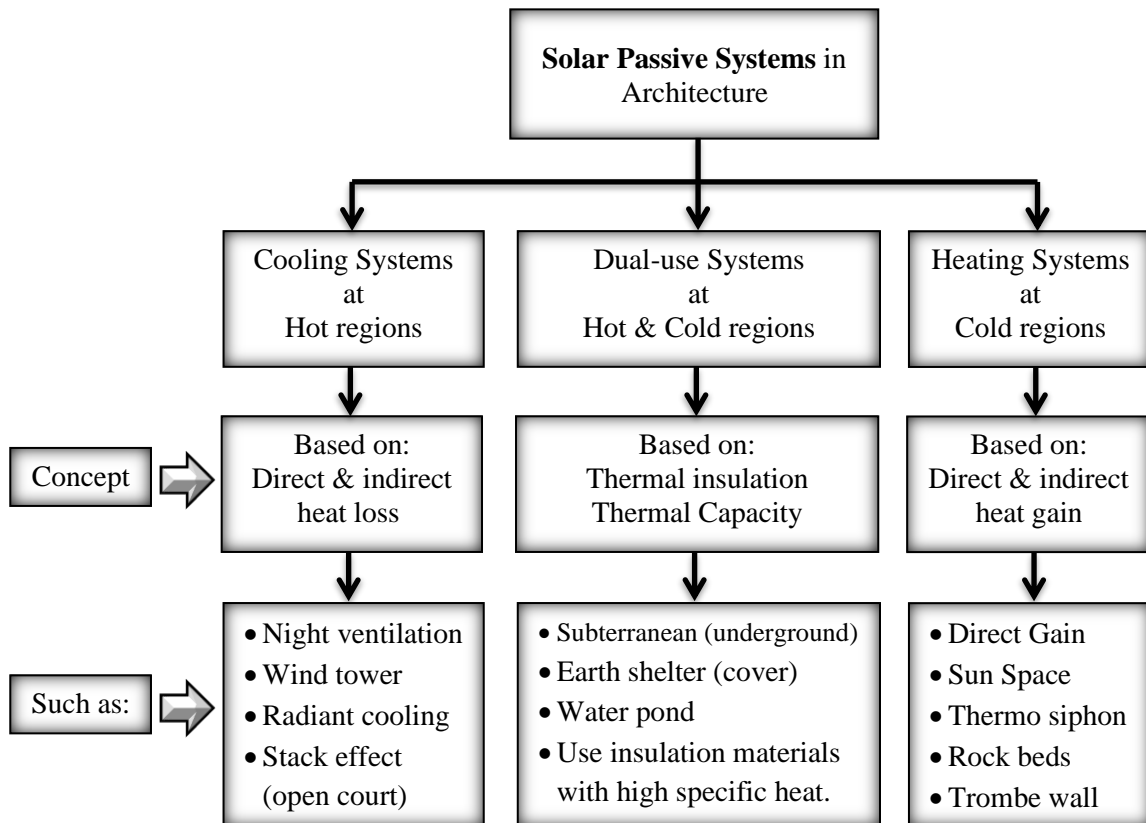 Solar Passive Systems in
Architecture
Cooling Systems
at
Hot regions
Dual-use Systems
at
Hot & Cold regions
Heating Systems
at
Cold regions
Concept
Based on:
Direct & indirect
heat loss
Based on:
Thermal insulation
Thermal Capacity
Based on:
Direct & indirect
heat gain
Such as:
• Night ventilation
• Wind tower
• Radiant cooling
• Stack effect
(open court)
• Subterranean (underground)
• Earth shelter (cover)
• Water pond
• Use insulation materials
with high specific heat.
• Direct Gain
• Sun Space
• Thermo siphon
• Rock beds
• Trombe wall